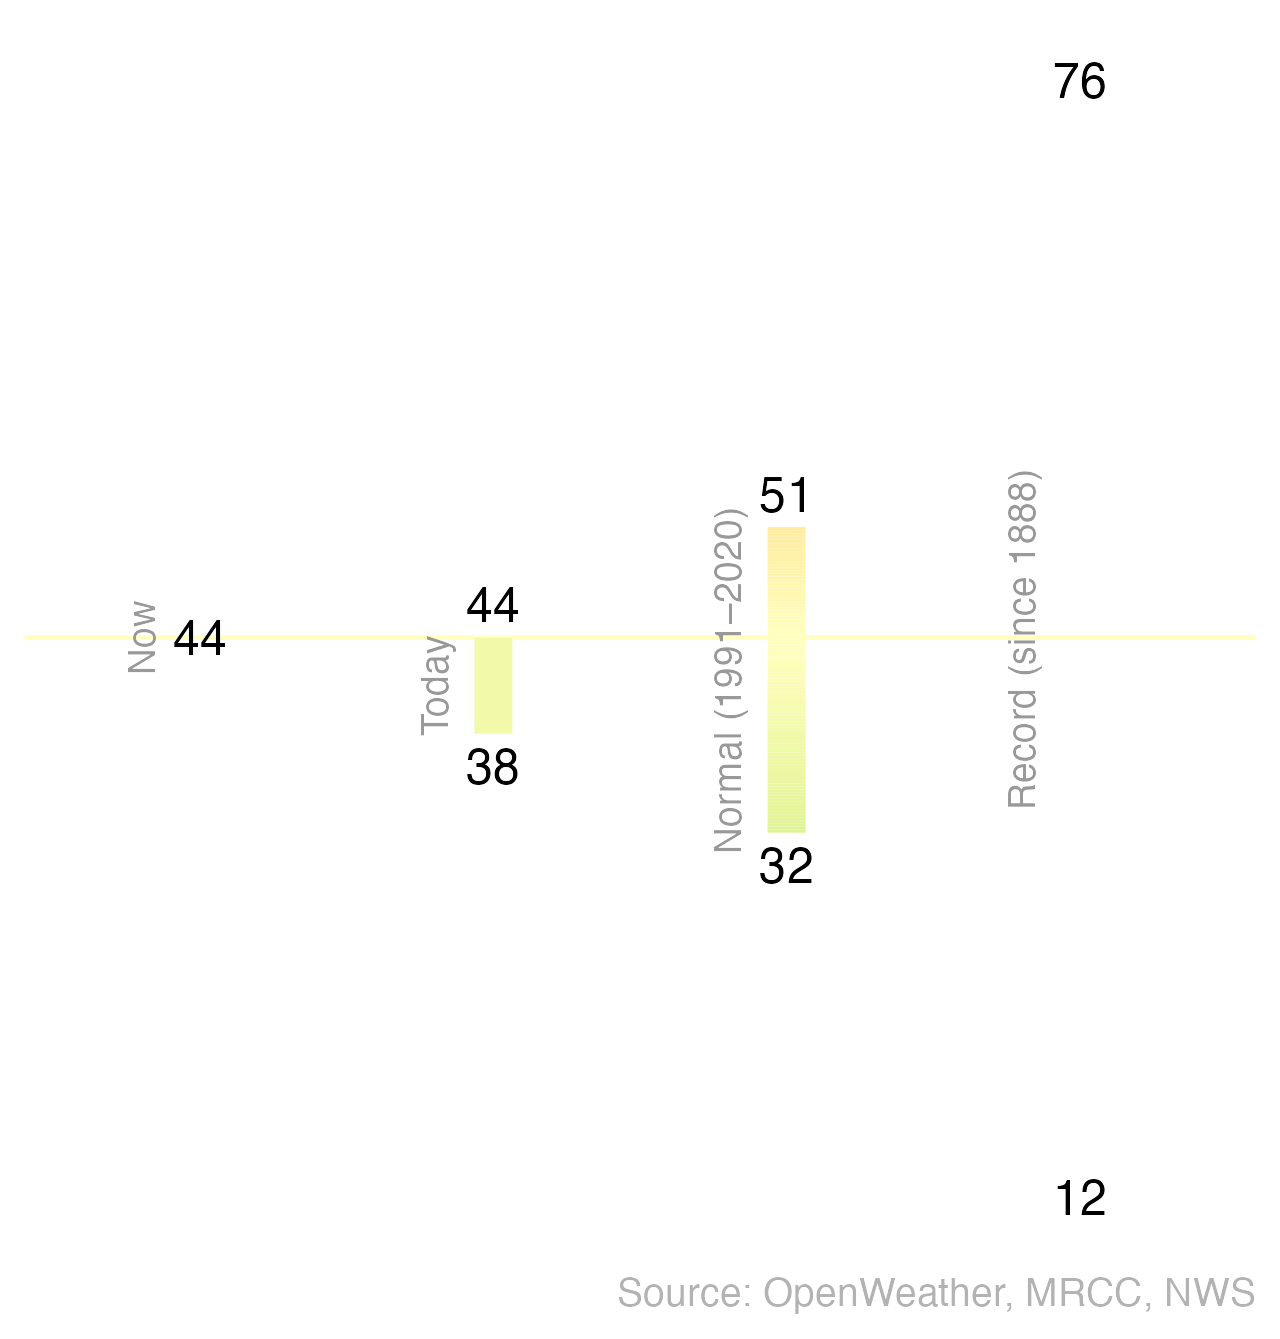 76
51
44
Now
44
Today
38
Normal (1991–2020)
32
Record (since 1888)
12
Source: OpenWeather, MRCC, NWS